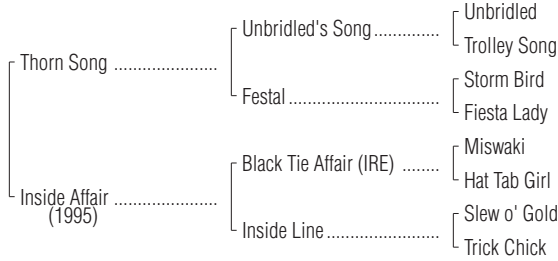 Unbridled
Unbridled's Song..............
Trolley Song
Thorn Song .....................
Storm Bird
Festal ..............................
Fiesta Lady
Miswaki
Black Tie Affair (IRE) ........
Hat Tab Girl
Inside Affair .....................
(1995)
Slew o' Gold
Inside Line.......................
Trick Chick